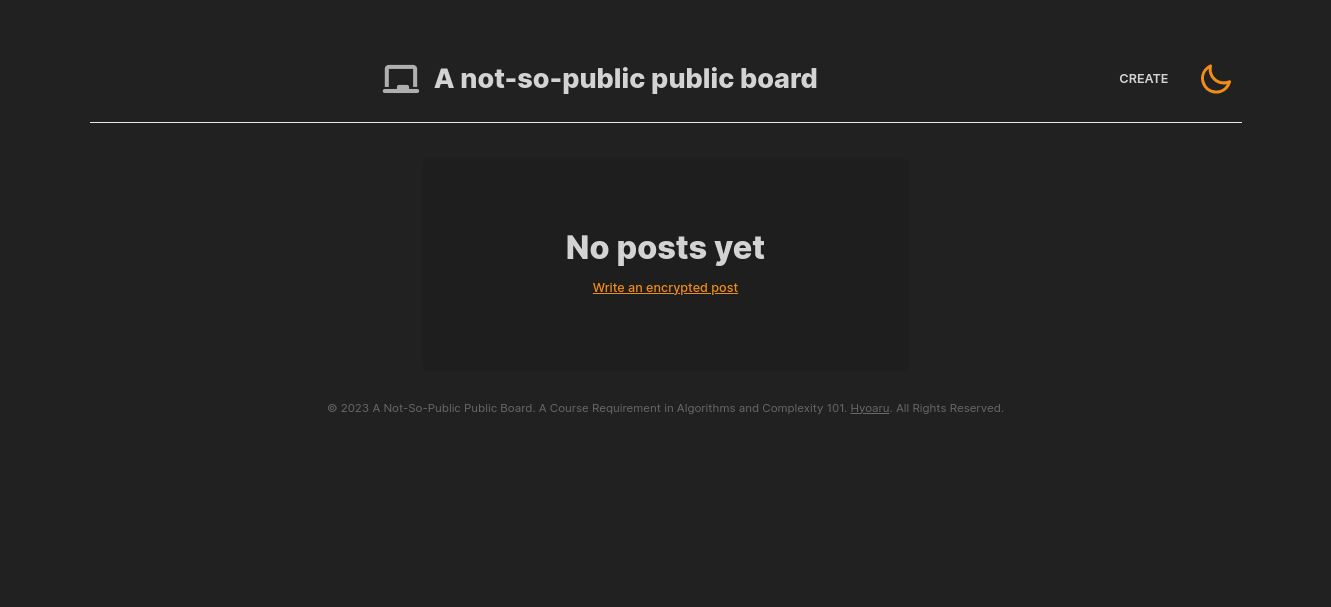 A not-so-public public board
CREATE
No posts yet
Write an encrypted post
© 2023 A Not-So-Public Public Board. A Course Requirement in Algorithms and Complexity 101. Hyoaru. All Rights Reserved.